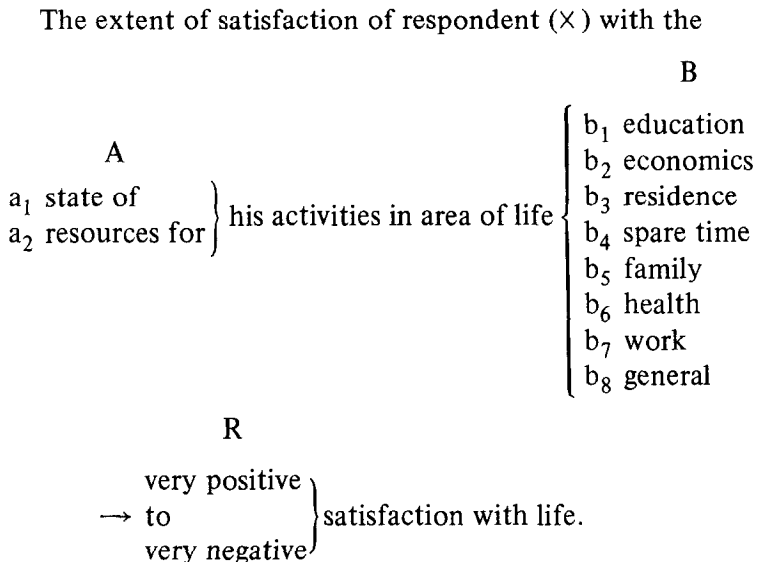 The extent of satisfaction of respondent (×) with the
B
A
a₁ state of
a₂ resources for
his activities in area of life
b₁ education
b₂ economics
b₃ residence
b₄ spare time
b₅ family
b₆ health
b₇ work
b₈ general
R
very positive
→ to
very negative
satisfaction with life.